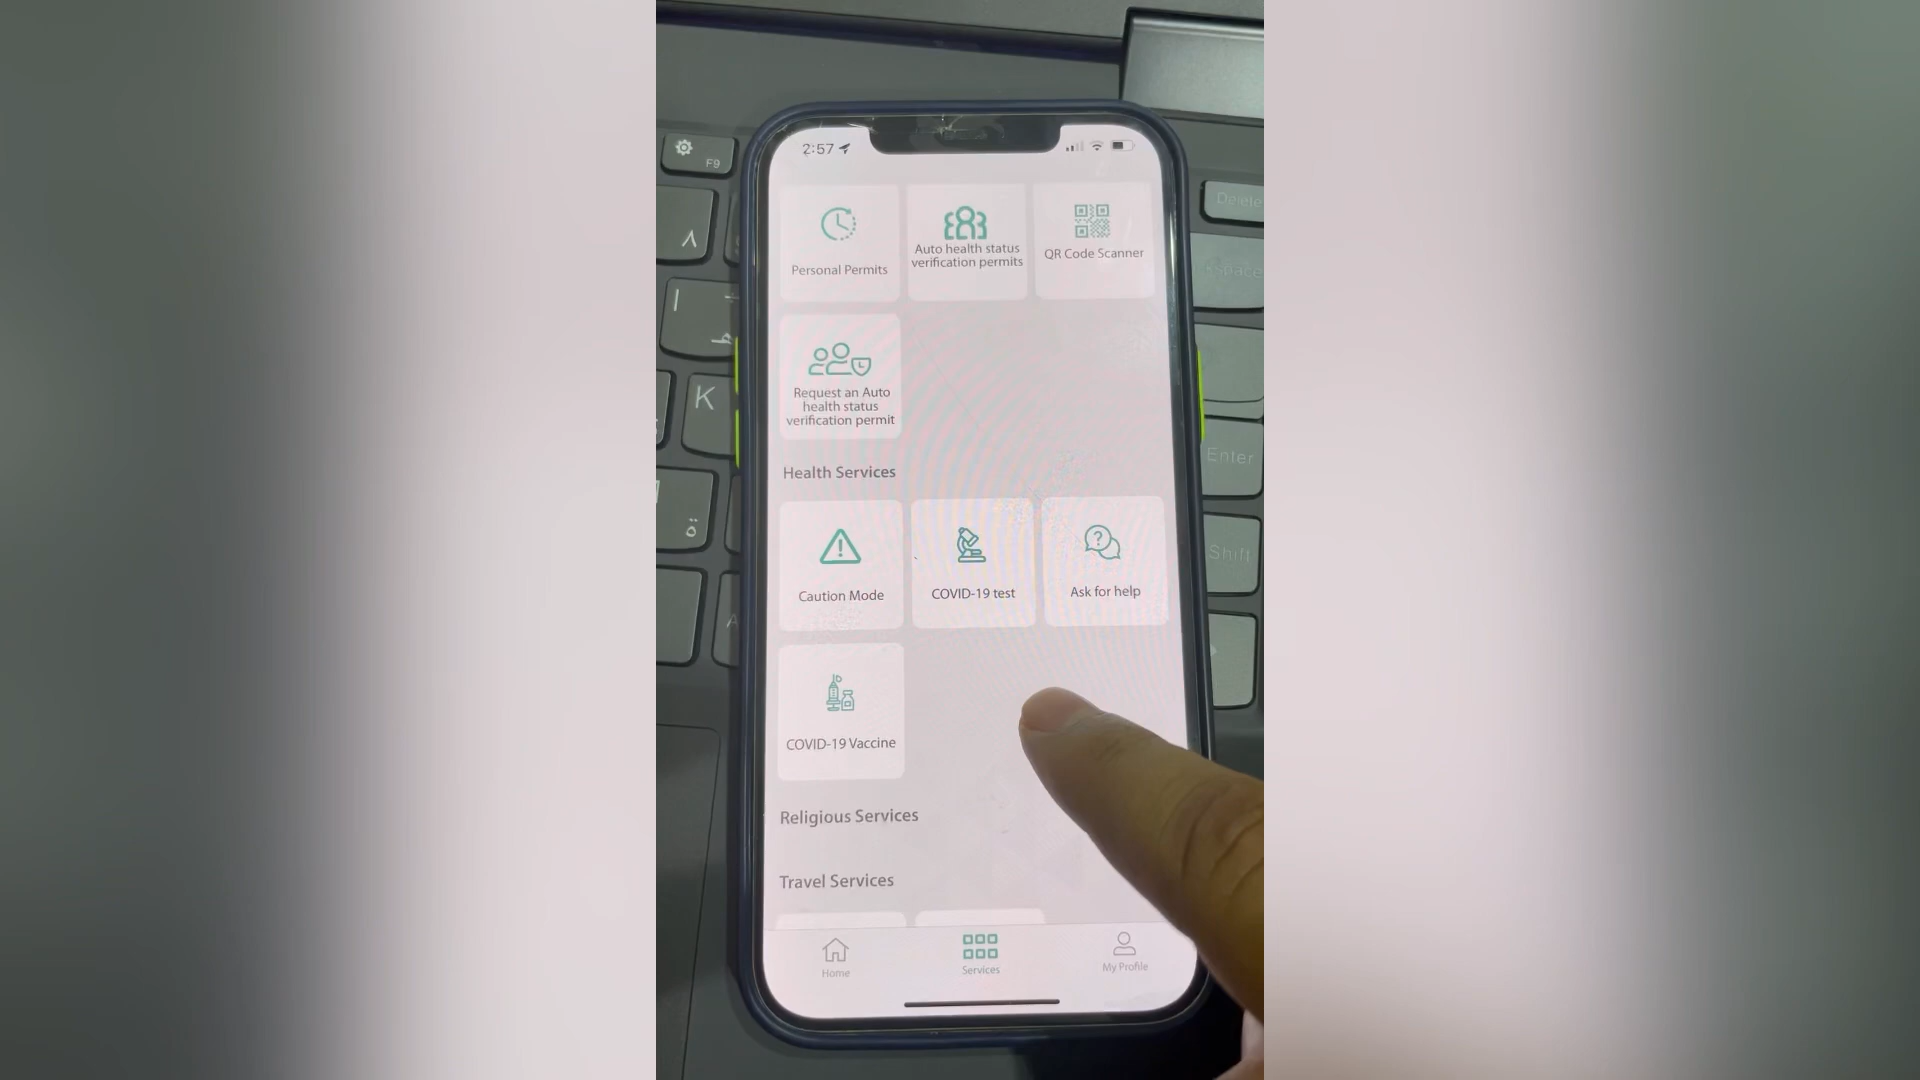 F9
2:57
Delete
٨
Personal Permits
Auto health status
verification permits
QR Code Scanner
Space
Request an Auto
health status
verification permit
K
Enter
Health Services
ة
Caution Mode
COVID-19 test
Ask for help
Shift
COVID-19 Vaccine
Religious Services
Travel Services
Home
Services
My Profile